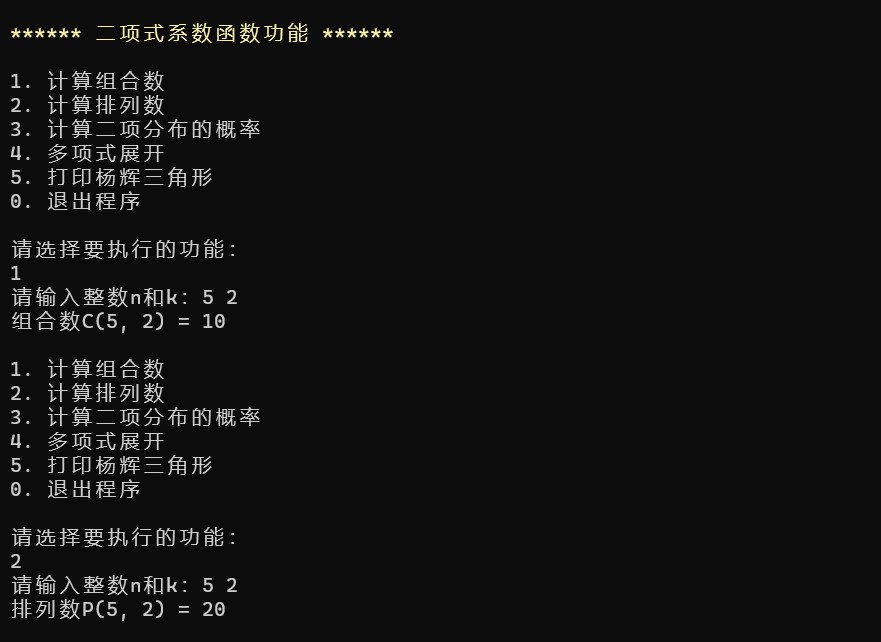 ****** 二项式系数函数功能 ******
1. 计算组合数
2. 计算排列数
3. 计算二项分布的概率
4. 多项式展开
5. 打印杨辉三角形
0. 退出程序
请选择要执行的功能:
1
请输入整数n和k: 5 2
组合数C(5, 2) = 10
1. 计算组合数
2. 计算排列数
3. 计算二项分布的概率
4. 多项式展开
5. 打印杨辉三角形
0. 退出程序
请选择要执行的功能:
2
请输入整数n和k: 5 2
排列数P(5, 2) = 20